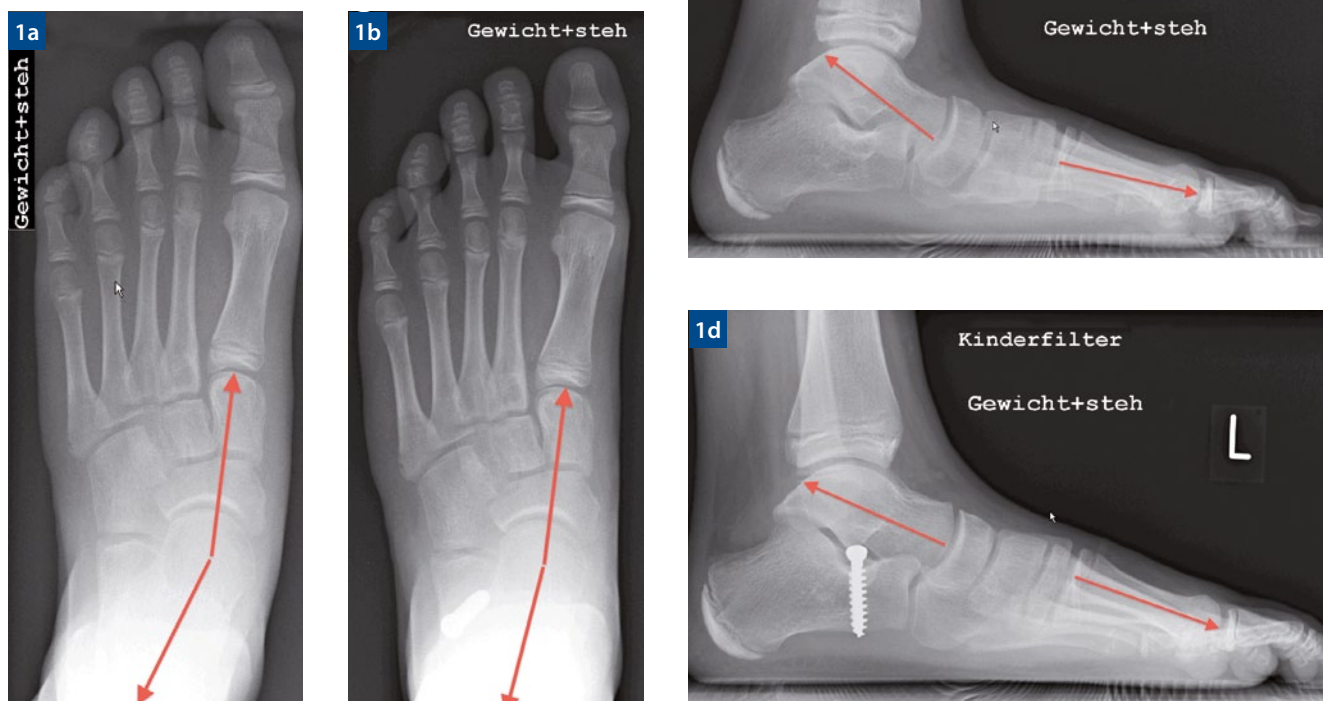 1a
Gewicht+steh
1b
Gewicht+steh
Gewicht+steh
1d
Kinderfilter
Gewicht+steh
L